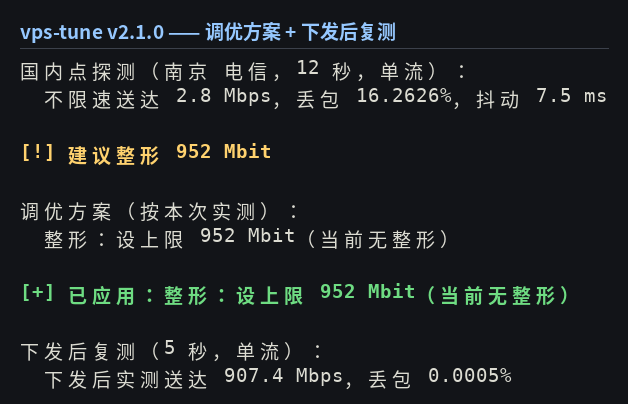 vps-tune v2.1.0 —— 调优方案 + 下发后复测
国内点探测（南京 电信，12 秒，单流）：
不限速送达 2.8 Mbps，丢包 16.2626%，抖动 7.5 ms
[!] 建议整形 952 Mbit
调优方案（按本次实测）：
整形：设上限 952 Mbit（当前无整形）
[+] 已应用：整形：设上限 952 Mbit（当前无整形）
下发后复测（5 秒，单流）：
下发后实测送达 907.4 Mbps，丢包 0.0005%